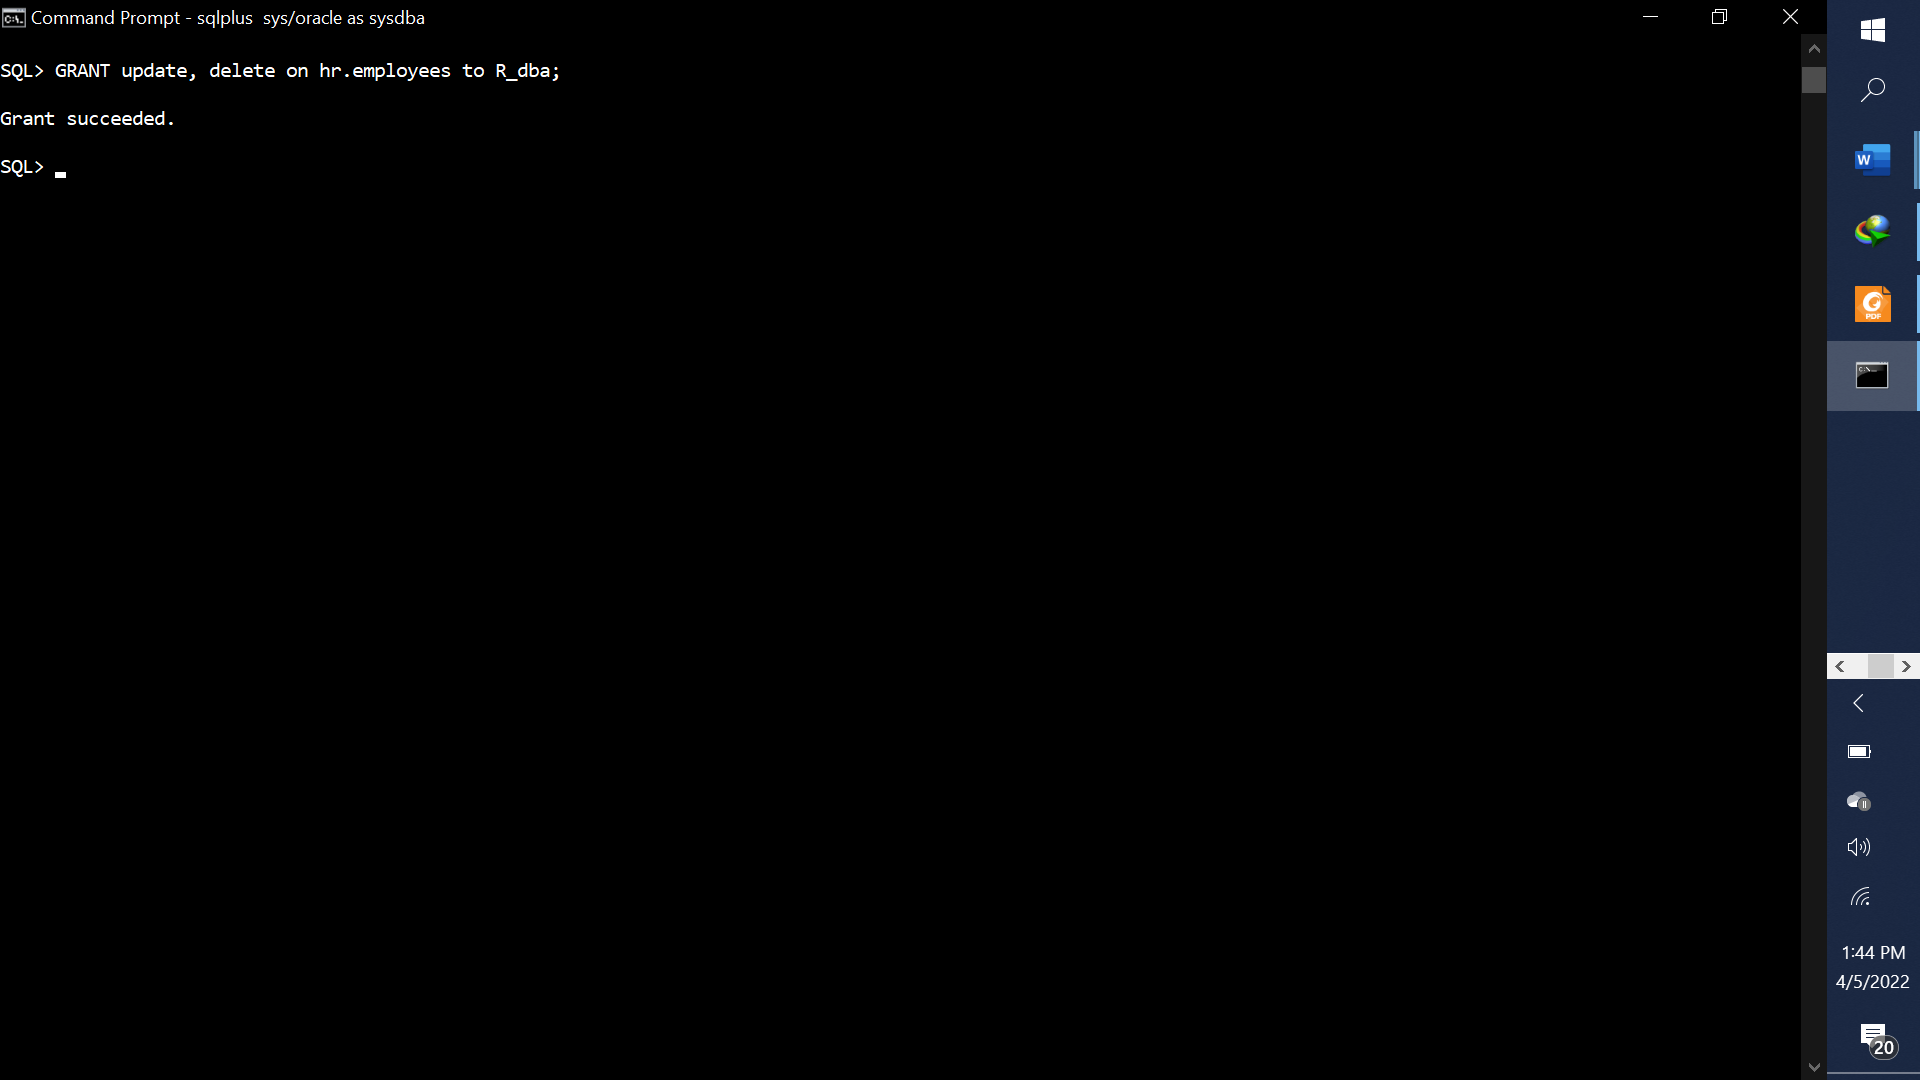 Command Prompt - sqlplus  sys/oracle as sysdba
SQL> GRANT update, delete on hr.employees to R_dba;
Grant succeeded.
SQL>
W
PDF
C:\
1:44 PM
4/5/2022
20